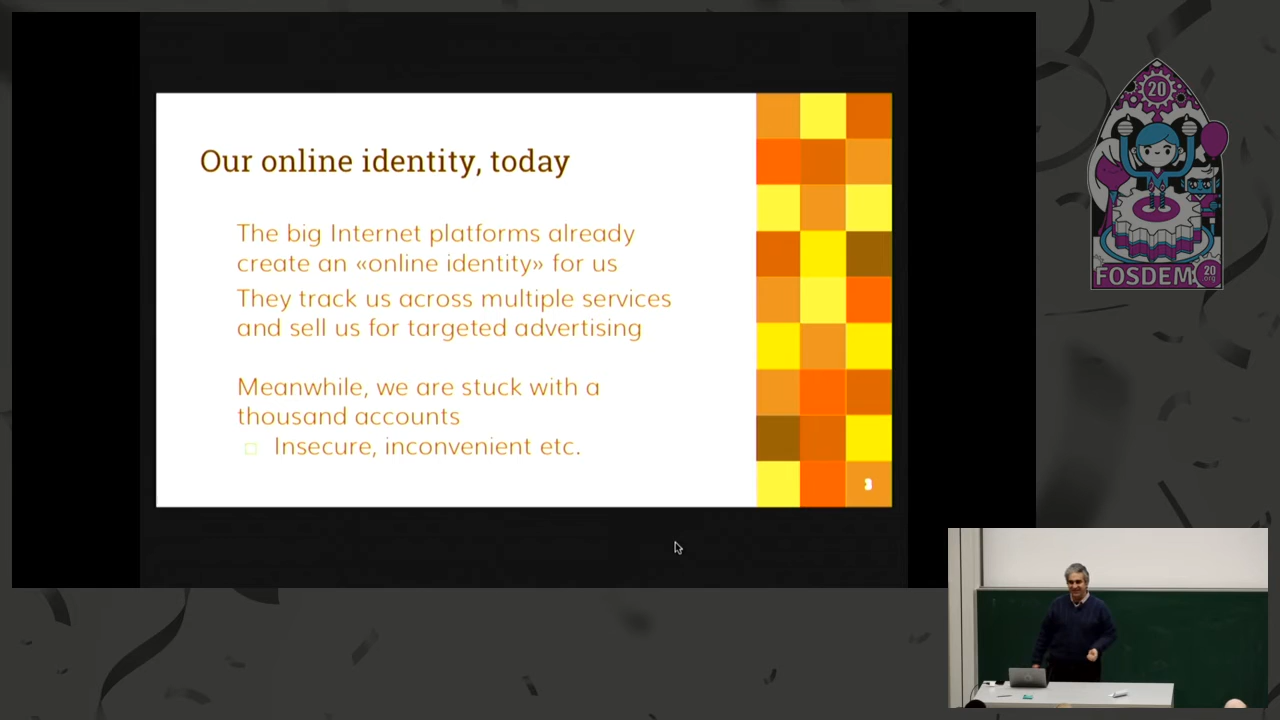 Our online identity, today
The big Internet platforms already
create an «online identity» for us
They track us across multiple services
and sell us for targeted advertising
Meanwhile, we are stuck with a
thousand accounts
Insecure, inconvenient etc.
3
20
FOSDEM
20
.org